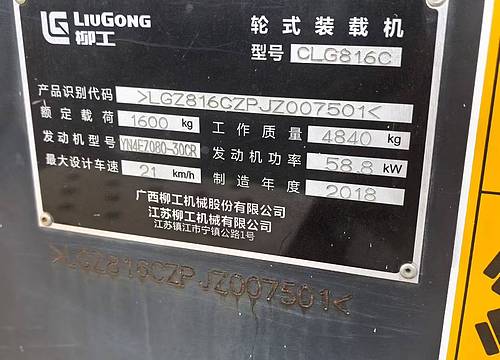 LIUGONG
柳工
轮式装载机
型号 CLG816C
产品识别代码 >LGZ816CZPJZ007501<
额定载荷 1600 kg 工作质量 4840 kg
发动机型号 YN4EZ080-30CR 发动机功率 58.8 kW
最大设计车速 21 km/h 制造年度 2018
广西柳工机械股份有限公司
江苏柳工机械有限公司
江苏镇江市宁镇公路1号
>LGZ816CZPJZ007501<